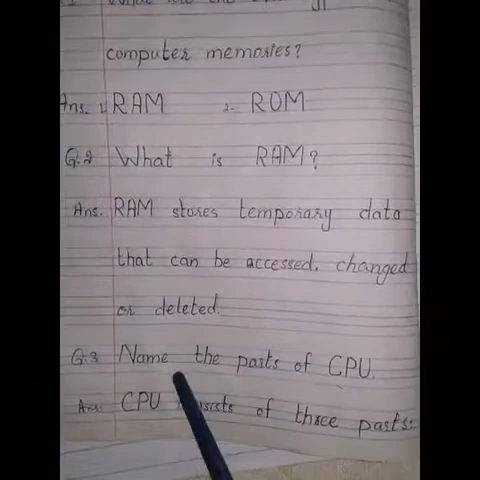 computer memories?
Ans. 1. RAM 2. ROM
Q.2 What is RAM?
Ans. RAM stores temporary data
that can be accessed, changed
or deleted.
Q.3 Name the parts of CPU.
Ans. CPU of three parts: